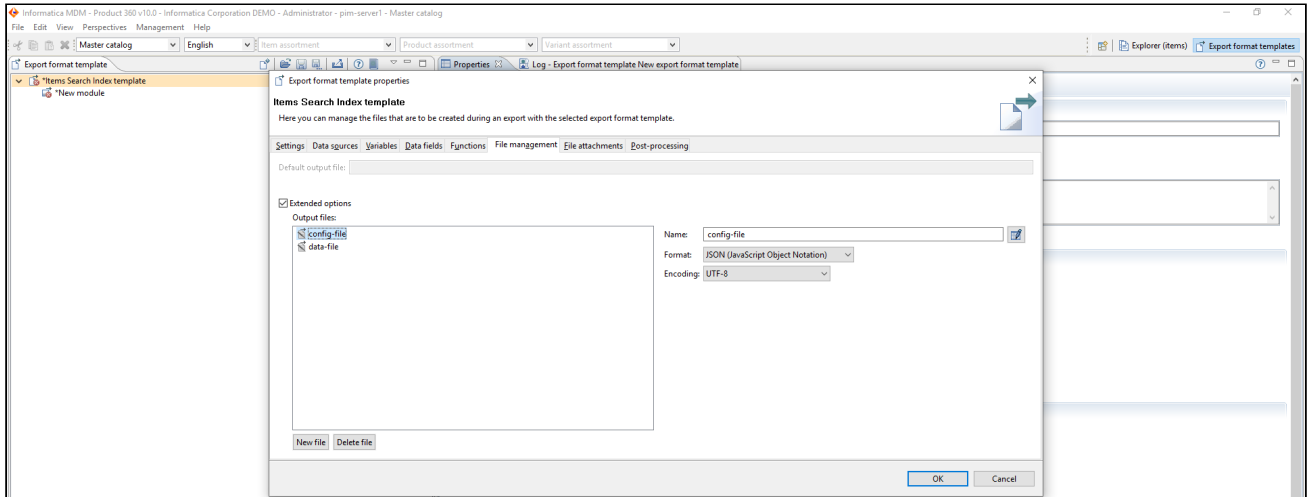 Informatica MDM - Product 360 v10.0 - Informatica Corporation DEMO - Administrator - pim-server1 - Master catalog
File Edit View Perspectives Management Help
Master catalog English Item assortment Product assortment Variant assortment Explorer (items) Export format templates
Export format template Properties Log - Export format template New export format template
*Items Search Index template
*New module
Export format template properties
Items Search Index template
Here you can manage the files that are to be created during an export with the selected export format template.
Settings Data sources Variables Data fields Functions File management File attachments Post-processing
Default output file:
Extended options
Output files:
config-file
data-file
Name: config-file
Format: JSON (JavaScript Object Notation)
Encoding: UTF-8
New file Delete file
OK Cancel